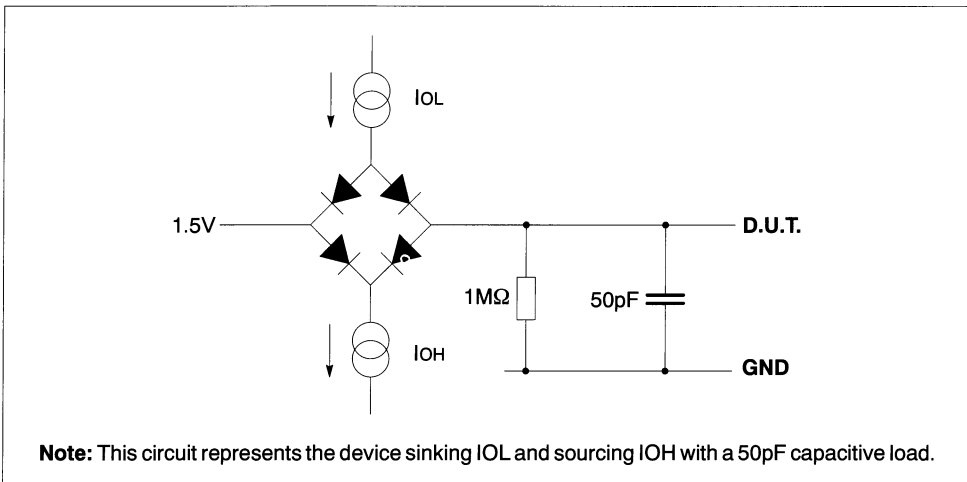 IOL
1.5V
D.U.T.
1MΩ
50pF
IOH
GND
Note: This circuit represents the device sinking IOL and sourcing IOH with a 50pF capacitive load.